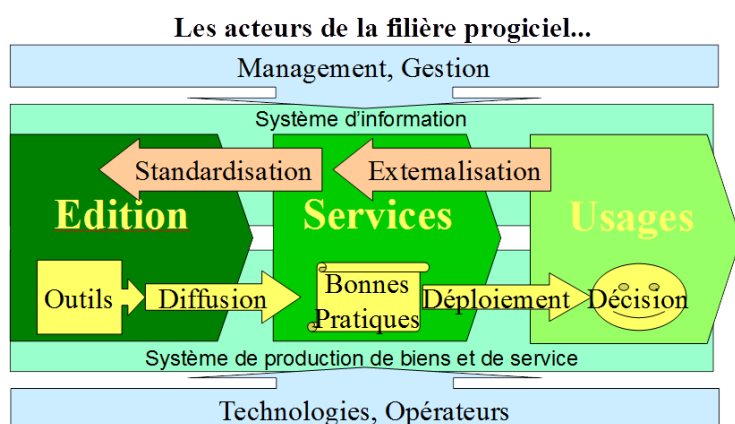 Les acteurs de la filière progiciel...
Management, Gestion
Système d'information
Standardisation
Externalisation
Edition
Services
Usages
Outils
Diffusion
Bonnes
Pratiques
Déploiement
Décision
Système de production de biens et de service
Technologies, Opérateurs